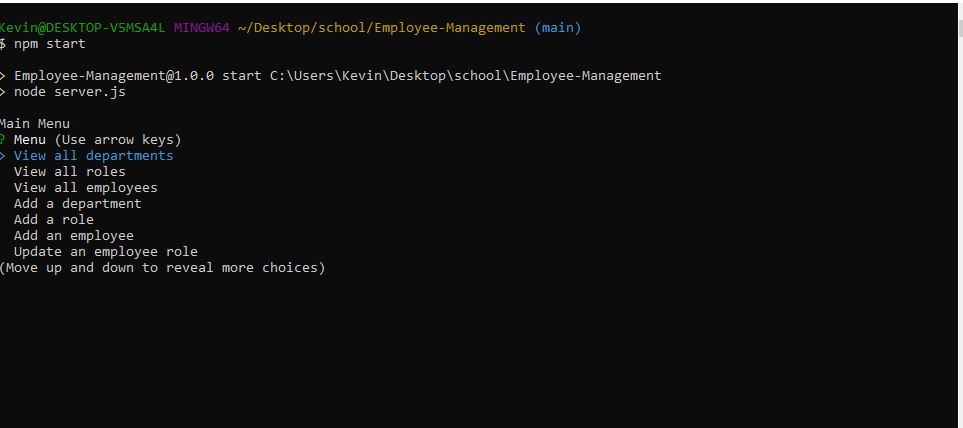 Kevin@DESKTOP-V5MSA4L MINGW64 ~/Desktop/school/Employee-Management (main)
$ npm start
> Employee-Management@1.0.0 start C:\Users\Kevin\Desktop\school\Employee-Management
> node server.js
Main Menu
? Menu (Use arrow keys)
> View all departments
View all roles
View all employees
Add a department
Add a role
Add an employee
Update an employee role
(Move up and down to reveal more choices)